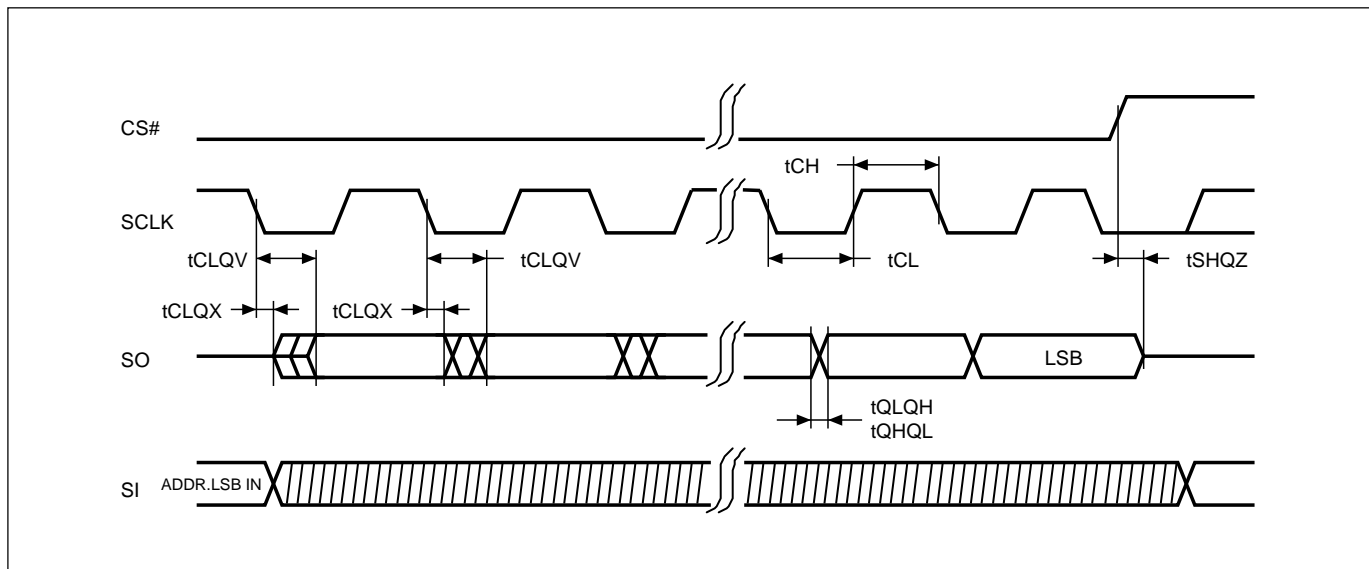 CS#
tCH
SCLK
tCLQV
tCLQV
tCL
tSHQZ
tCLQX
tCLQX
SO
LSB
tQLQH
tQHQL
SI
ADDR.LSB IN